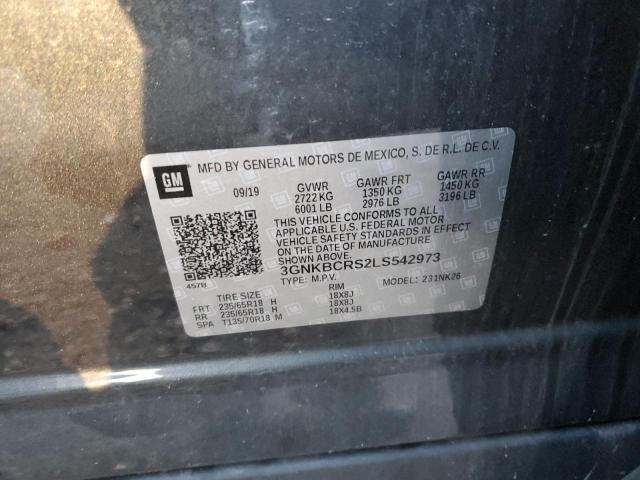 MFD BY GENERAL MOTORS DE MEXICO, S. DE R.L. DE C.V.
GM
09/19 GVWR GAWR FRT GAWR RR
2722 KG 1350 KG 1450 KG
6001 LB 2976 LB 3196 LB
THIS VEHICLE CONFORMS TO ALL
APPLICABLE U.S. FEDERAL MOTOR
VEHICLE SAFETY STANDARDS IN EFFECT
ON THE DATE OF MANUFACTURE
SHOWN ABOVE.
3GNKBCRS2LS542973
457B TYPE: M.P.V. MODEL: 231NK26
TIRE SIZE RIM
FRT 235/65R18 H 18X8J
RR 235/65R18 H 18X8J
SPA T135/70R18 M 18X4.5B